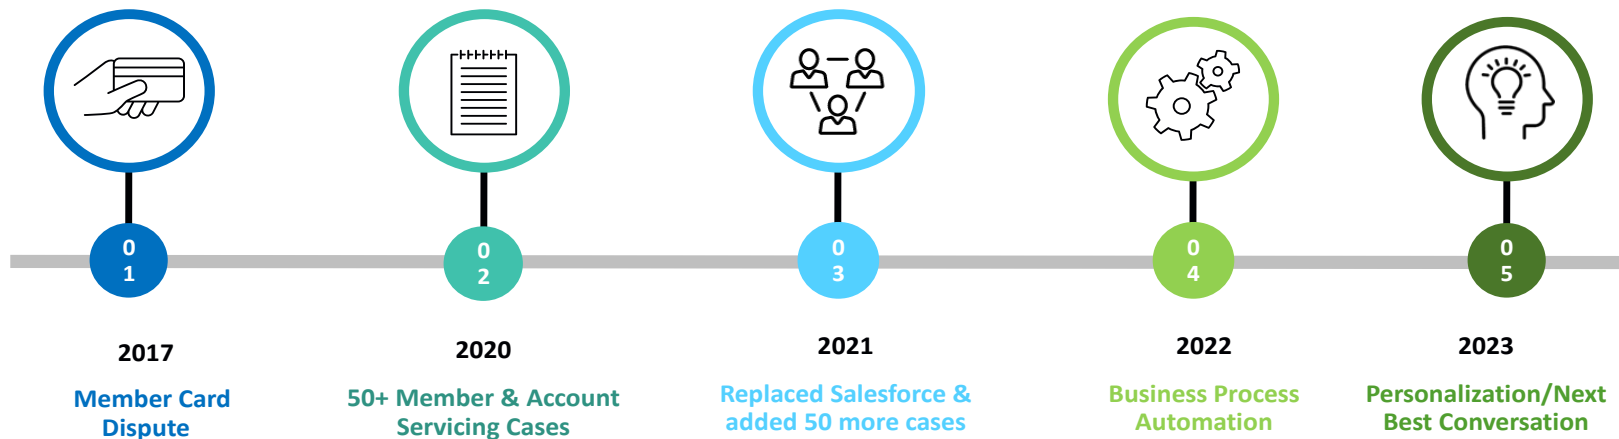 0
1
0
2
0
3
0
4
0
5
2017
2020
2021
2022
2023
Member Card
Dispute
50+ Member & Account
Servicing Cases
Replaced Salesforce &
added 50 more cases
Business Process
Automation
Personalization/Next
Best Conversation